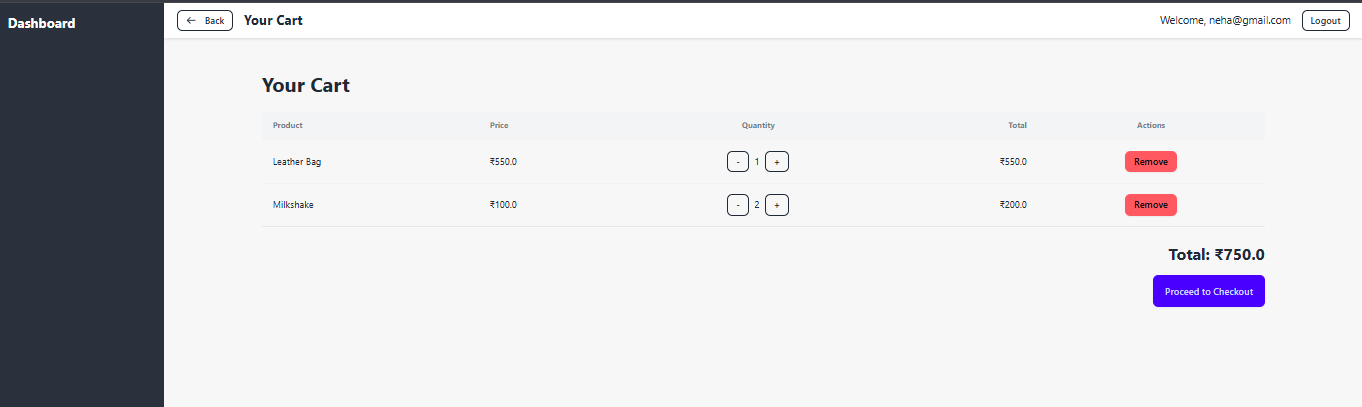 Dashboard
← Back Your Cart Welcome, neha@gmail.com Logout
Your Cart
Product Price Quantity Total Actions
Leather Bag ₹550.0 - 1 + ₹550.0 Remove
Milkshake ₹100.0 - 2 + ₹200.0 Remove
Total: ₹750.0
Proceed to Checkout